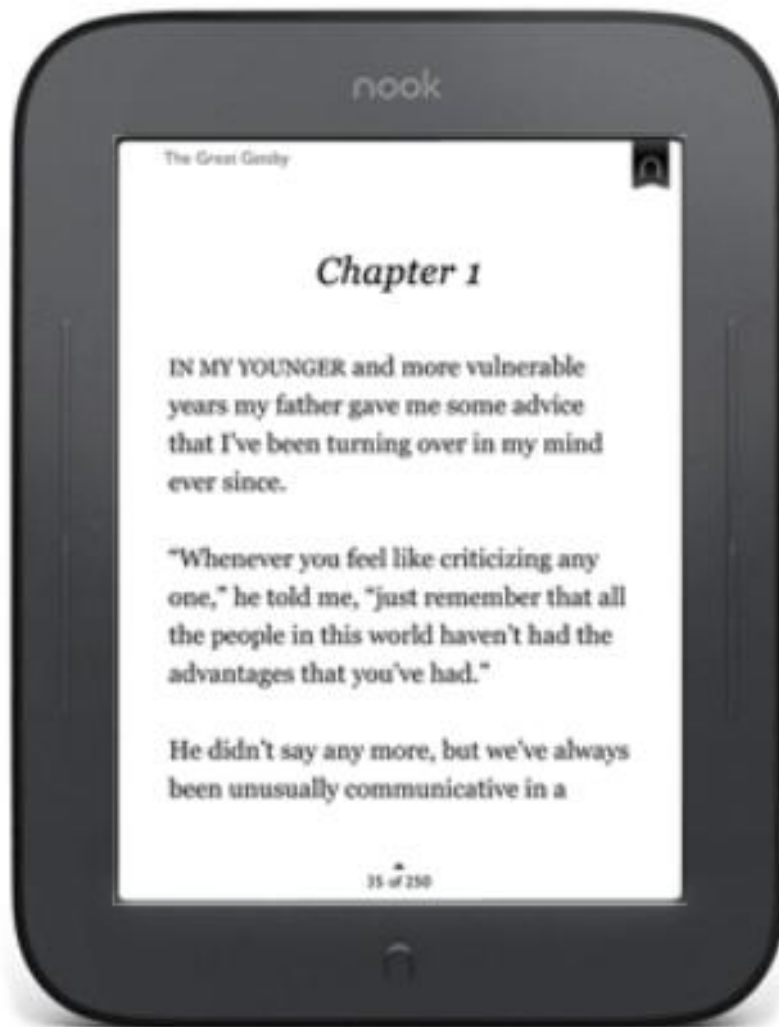 nook
The Great Gatsby
Chapter 1
IN MY YOUNGER and more vulnerable
years my father gave me some advice
that I've been turning over in my mind
ever since.
“Whenever you feel like criticizing any
one,” he told me, “just remember that all
the people in this world haven't had the
advantages that you've had.”
He didn't say any more, but we've always
been unusually communicative in a
35 of 250